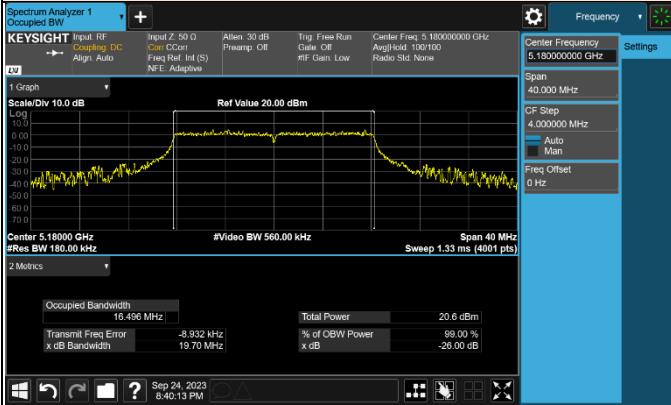 Spectrum Analyzer 1
Occupied BW
Frequency
KEYSIGHT
Input: RF
Coupling: DC
Align: Auto
Input Z: 50 Ω
Corr CCorr
Freq Ref: Int (S)
NFE: Adaptive
Atten: 30 dB
Preamp: Off
Trig: Free Run
Gate: Off
#IF Gain: Low
Center Freq: 5.180000000 GHz
Avg|Hold: 100/100
Radio Std: None
1 Graph
Scale/Div 10.0 dB
Ref Value 20.00 dBm
Log
10.0
0.00
-10.0
-20.0
-30.0
-40.0
-50.0
-60.0
-70.0
Center 5.18000 GHz
#Video BW 560.00 kHz
Span 40 MHz
#Res BW 180.00 kHz
Sweep 1.33 ms (4001 pts)
2 Metrics
Occupied Bandwidth
16.496 MHz
Total Power
20.6 dBm
Transmit Freq Error
-8.932 kHz
% of OBW Power
99.00 %
x dB Bandwidth
19.70 MHz
x dB
-26.00 dB
Sep 24, 2023
8:40:13 PM
Center Frequency
5.180000000 GHz
Settings
Span
40.000 MHz
CF Step
4.000000 MHz
Auto
Man
Freq Offset
0 Hz